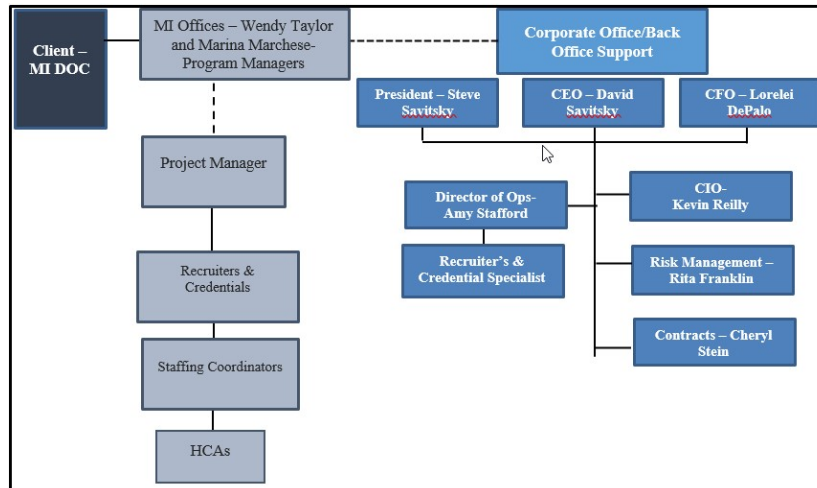 Client –
MI DOC
MI Offices – Wendy Taylor
and Marina Marchese-
Program Managers
Corporate Office/Back
Office Support
President – Steve
Savitsky
CEO – David
Savitsky
CFO – Lorelei
DePalo
Project Manager
Director of Ops-
Amy Stafford
CIO-
Kevin Reilly
Recruiters &
Credentials
Recruiter's &
Credential Specialist
Risk Management –
Rita Franklin
Staffing Coordinators
Contracts – Cheryl
Stein
HCAs